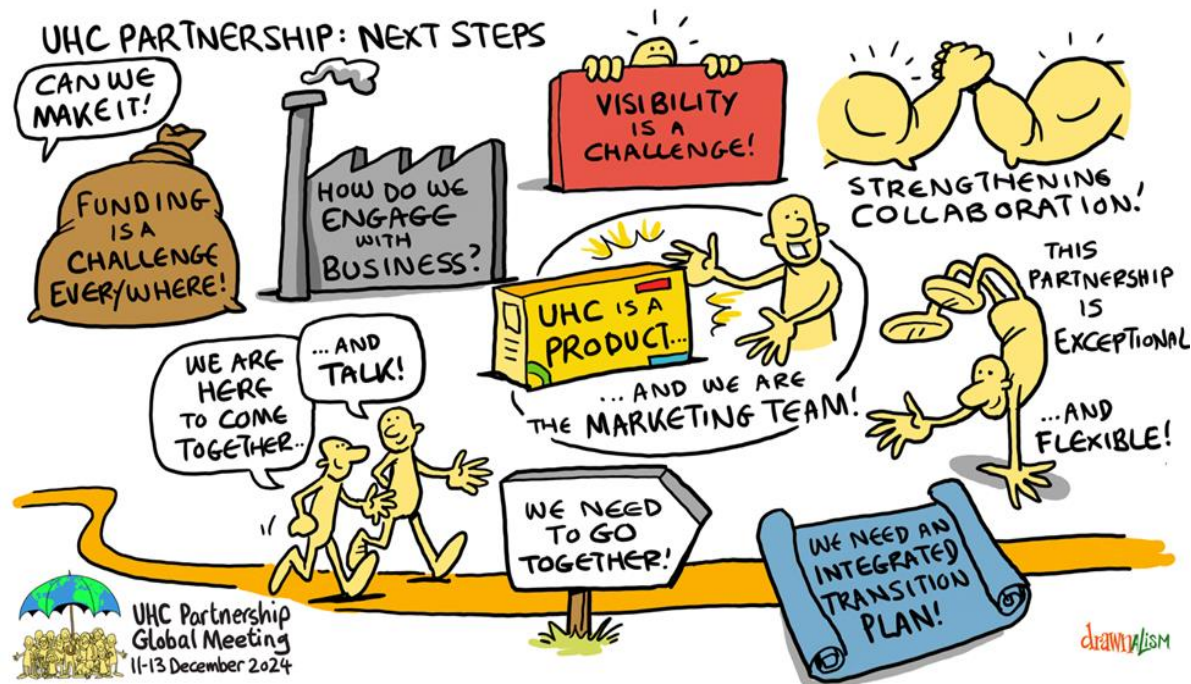 UHC PARTNERSHIP: NEXT STEPS
CAN WE
MAKE IT!
FUNDING
IS A
CHALLENGE
EVERYWHERE!
HOW DO WE
ENGAGE
WITH
BUSINESS?
VISIBILITY
IS A
CHALLENGE!
STRENGTHENING
COLLABORATION!
UHC IS A
PRODUCT...
...AND WE ARE
THE MARKETING TEAM!
THIS
PARTNERSHIP
IS
EXCEPTIONAL
...AND
FLEXIBLE!
WE ARE
HERE
TO COME
TOGETHER..
...AND
TALK!
WE NEED
TO GO
TOGETHER!
WE NEED AN
INTEGRATED
TRANSITION
PLAN!
UHC Partnership
Global Meeting
11-13 December 2024
drawnALISM